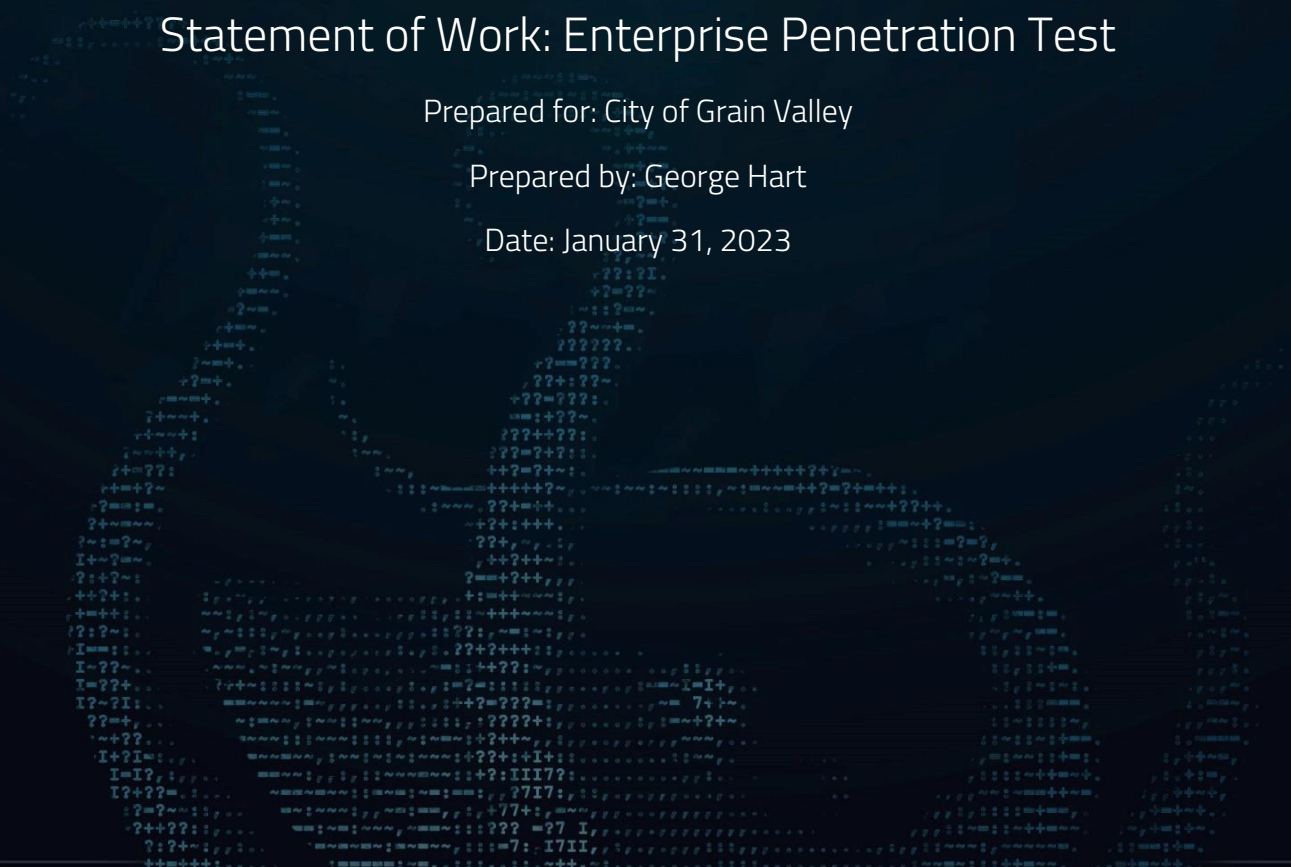 Statement of Work: Enterprise Penetration Test
Prepared for: City of Grain Valley
Prepared by: George Hart
Date: January 31, 2023